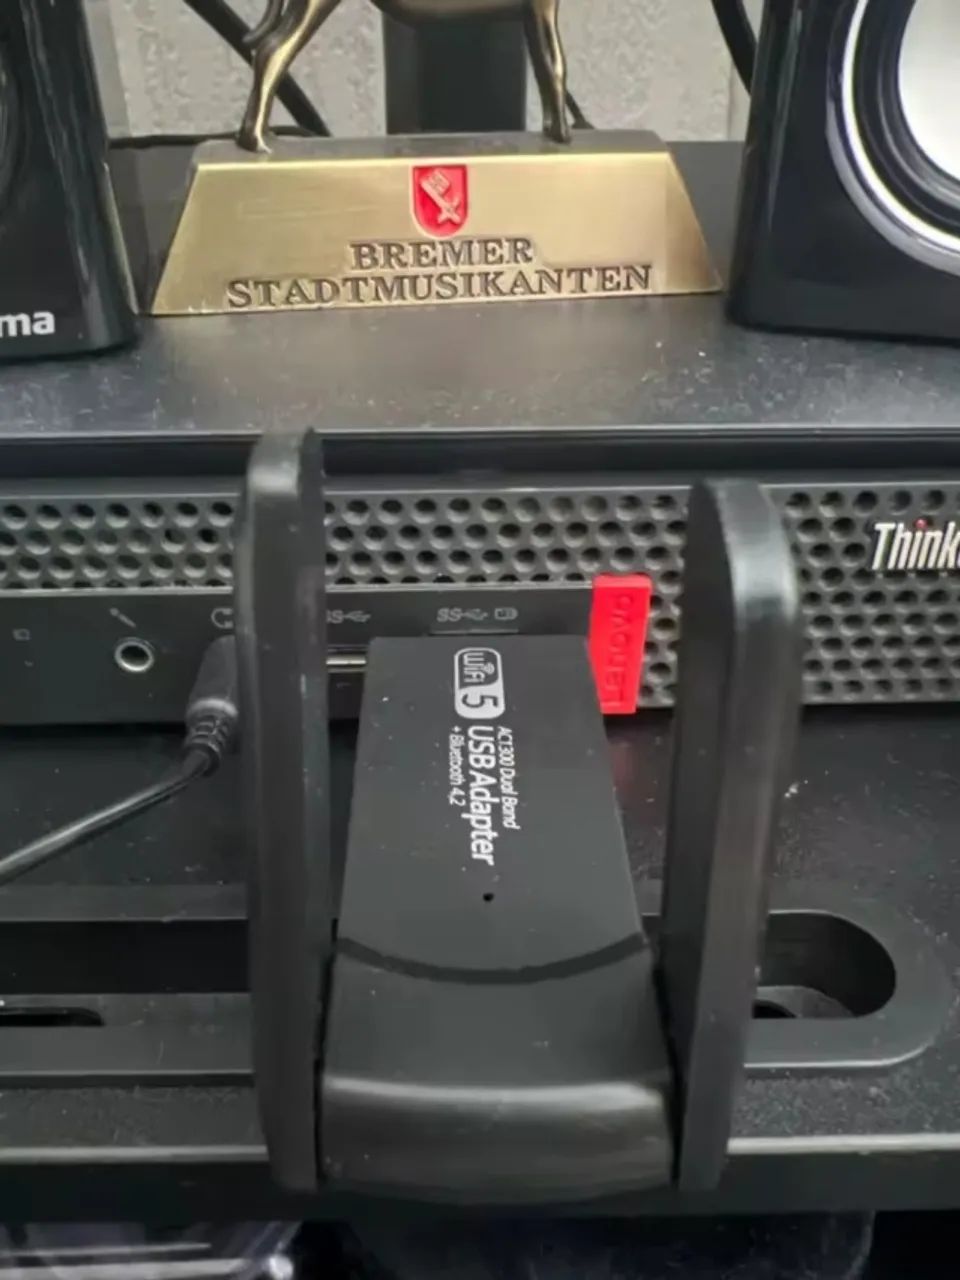 BREMER
STADTMUSIKANTEN
ma
Think
SS
SS
LENOVO
WiFi 5
AC1300 Dual Band
USB Adapter
+Bluetooth 4.2